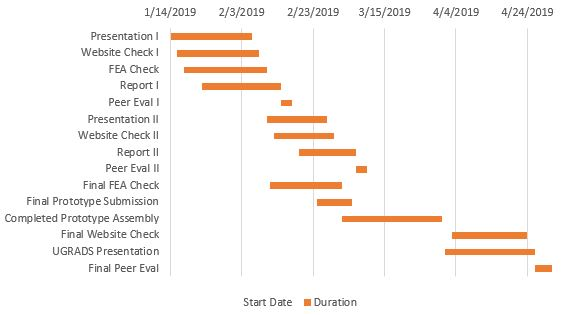 1/14/2019 2/3/2019 2/23/2019 3/15/2019 4/4/2019 4/24/2019
Presentation I
Website Check I
FEA Check
Report I
Peer Eval I
Presentation II
Website Check II
Report II
Peer Eval II
Final FEA Check
Final Prototype Submission
Completed Prototype Assembly
Final Website Check
UGRADS Presentation
Final Peer Eval
Start Date Duration